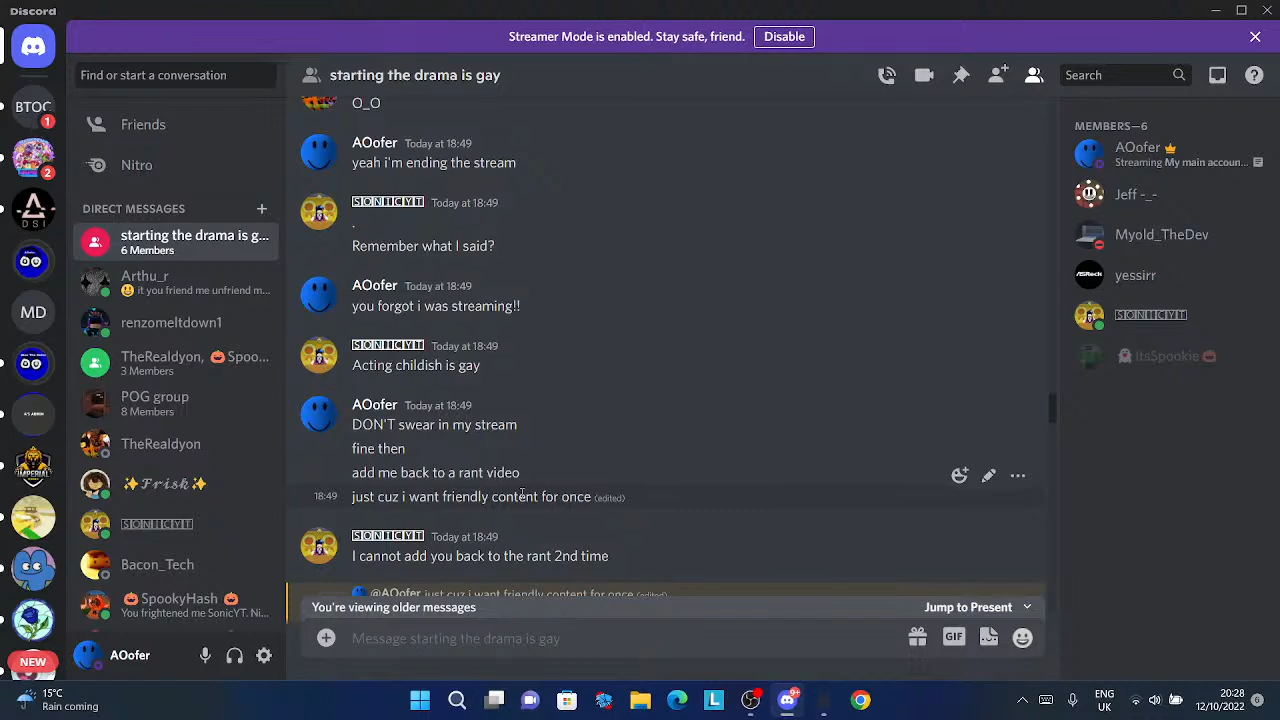 Discord
Streamer Mode is enabled. Stay safe, friend. Disable
Find or start a conversation
starting the drama is gay
Search
BTOC
1
2
DSI
MD
A'S ADMIN
NEW
Friends
Nitro
DIRECT MESSAGES
starting the drama is g...
6 Members
Arthu_r
it you friend me unfriend m...
renzomeltdown1
TheRealdyon, 🎃 Spoo...
3 Members
POG group
8 Members
TheRealdyon
✨𝓕𝓻𝓲𝓼𝓴✨
🅂🄾🄽🄸🄲🅈🅃
Bacon_Tech
🎃 SpookyHash 🎃
You frightened me SonicYT. Ni...
AOofer
O_O
AOofer Today at 18:49
yeah i'm ending the stream
🅂🄾🄽🄸🄲🅈🅃 Today at 18:49
.
Remember what I said?
AOofer Today at 18:49
you forgot i was streaming!!
🅂🄾🄽🄸🄲🅈🅃 Today at 18:49
Acting childish is gay
AOofer Today at 18:49
DON'T swear in my stream
fine then
add me back to a rant video
18:49 just cuz i want friendly content for once (edited)
🅂🄾🄽🄸🄲🅈🅃 Today at 18:49
I cannot add you back to the rant 2nd time
@AOofer just cuz i want friendly content for once (edited)
You're viewing older messages Jump to Present
Message starting the drama is gay
GIF
MEMBERS—6
AOofer
Streaming My main accoun...
Jeff -_-
Myold_TheDev
ASRock
yessirr
🅂🄾🄽🄸🄲🅈🅃
👻 ItsSpookie 🎃
15°C
Rain coming
L
9+
ENG
UK
20:28
12/10/2022
6